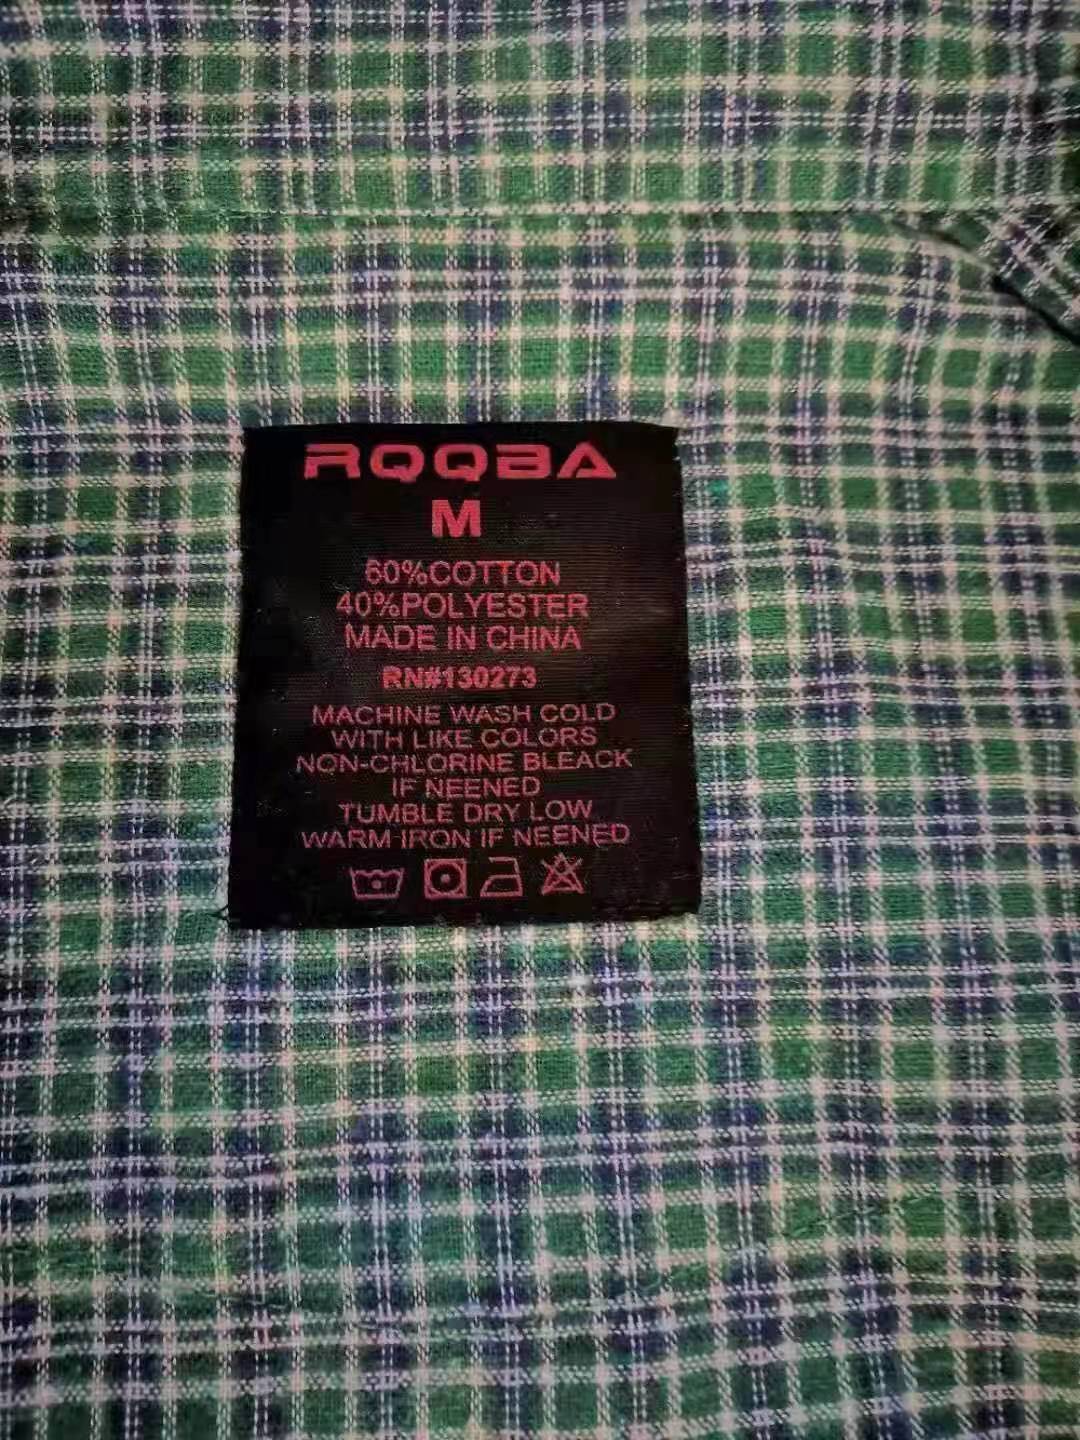 RQQBA
M
60%COTTON
40%POLYESTER
MADE IN CHINA
RN#130273
MACHINE WASH COLD
WITH LIKE COLORS
NON-CHLORINE BLEACK
IF NEENED
TUMBLE DRY LOW
WARM IRON IF NEENED